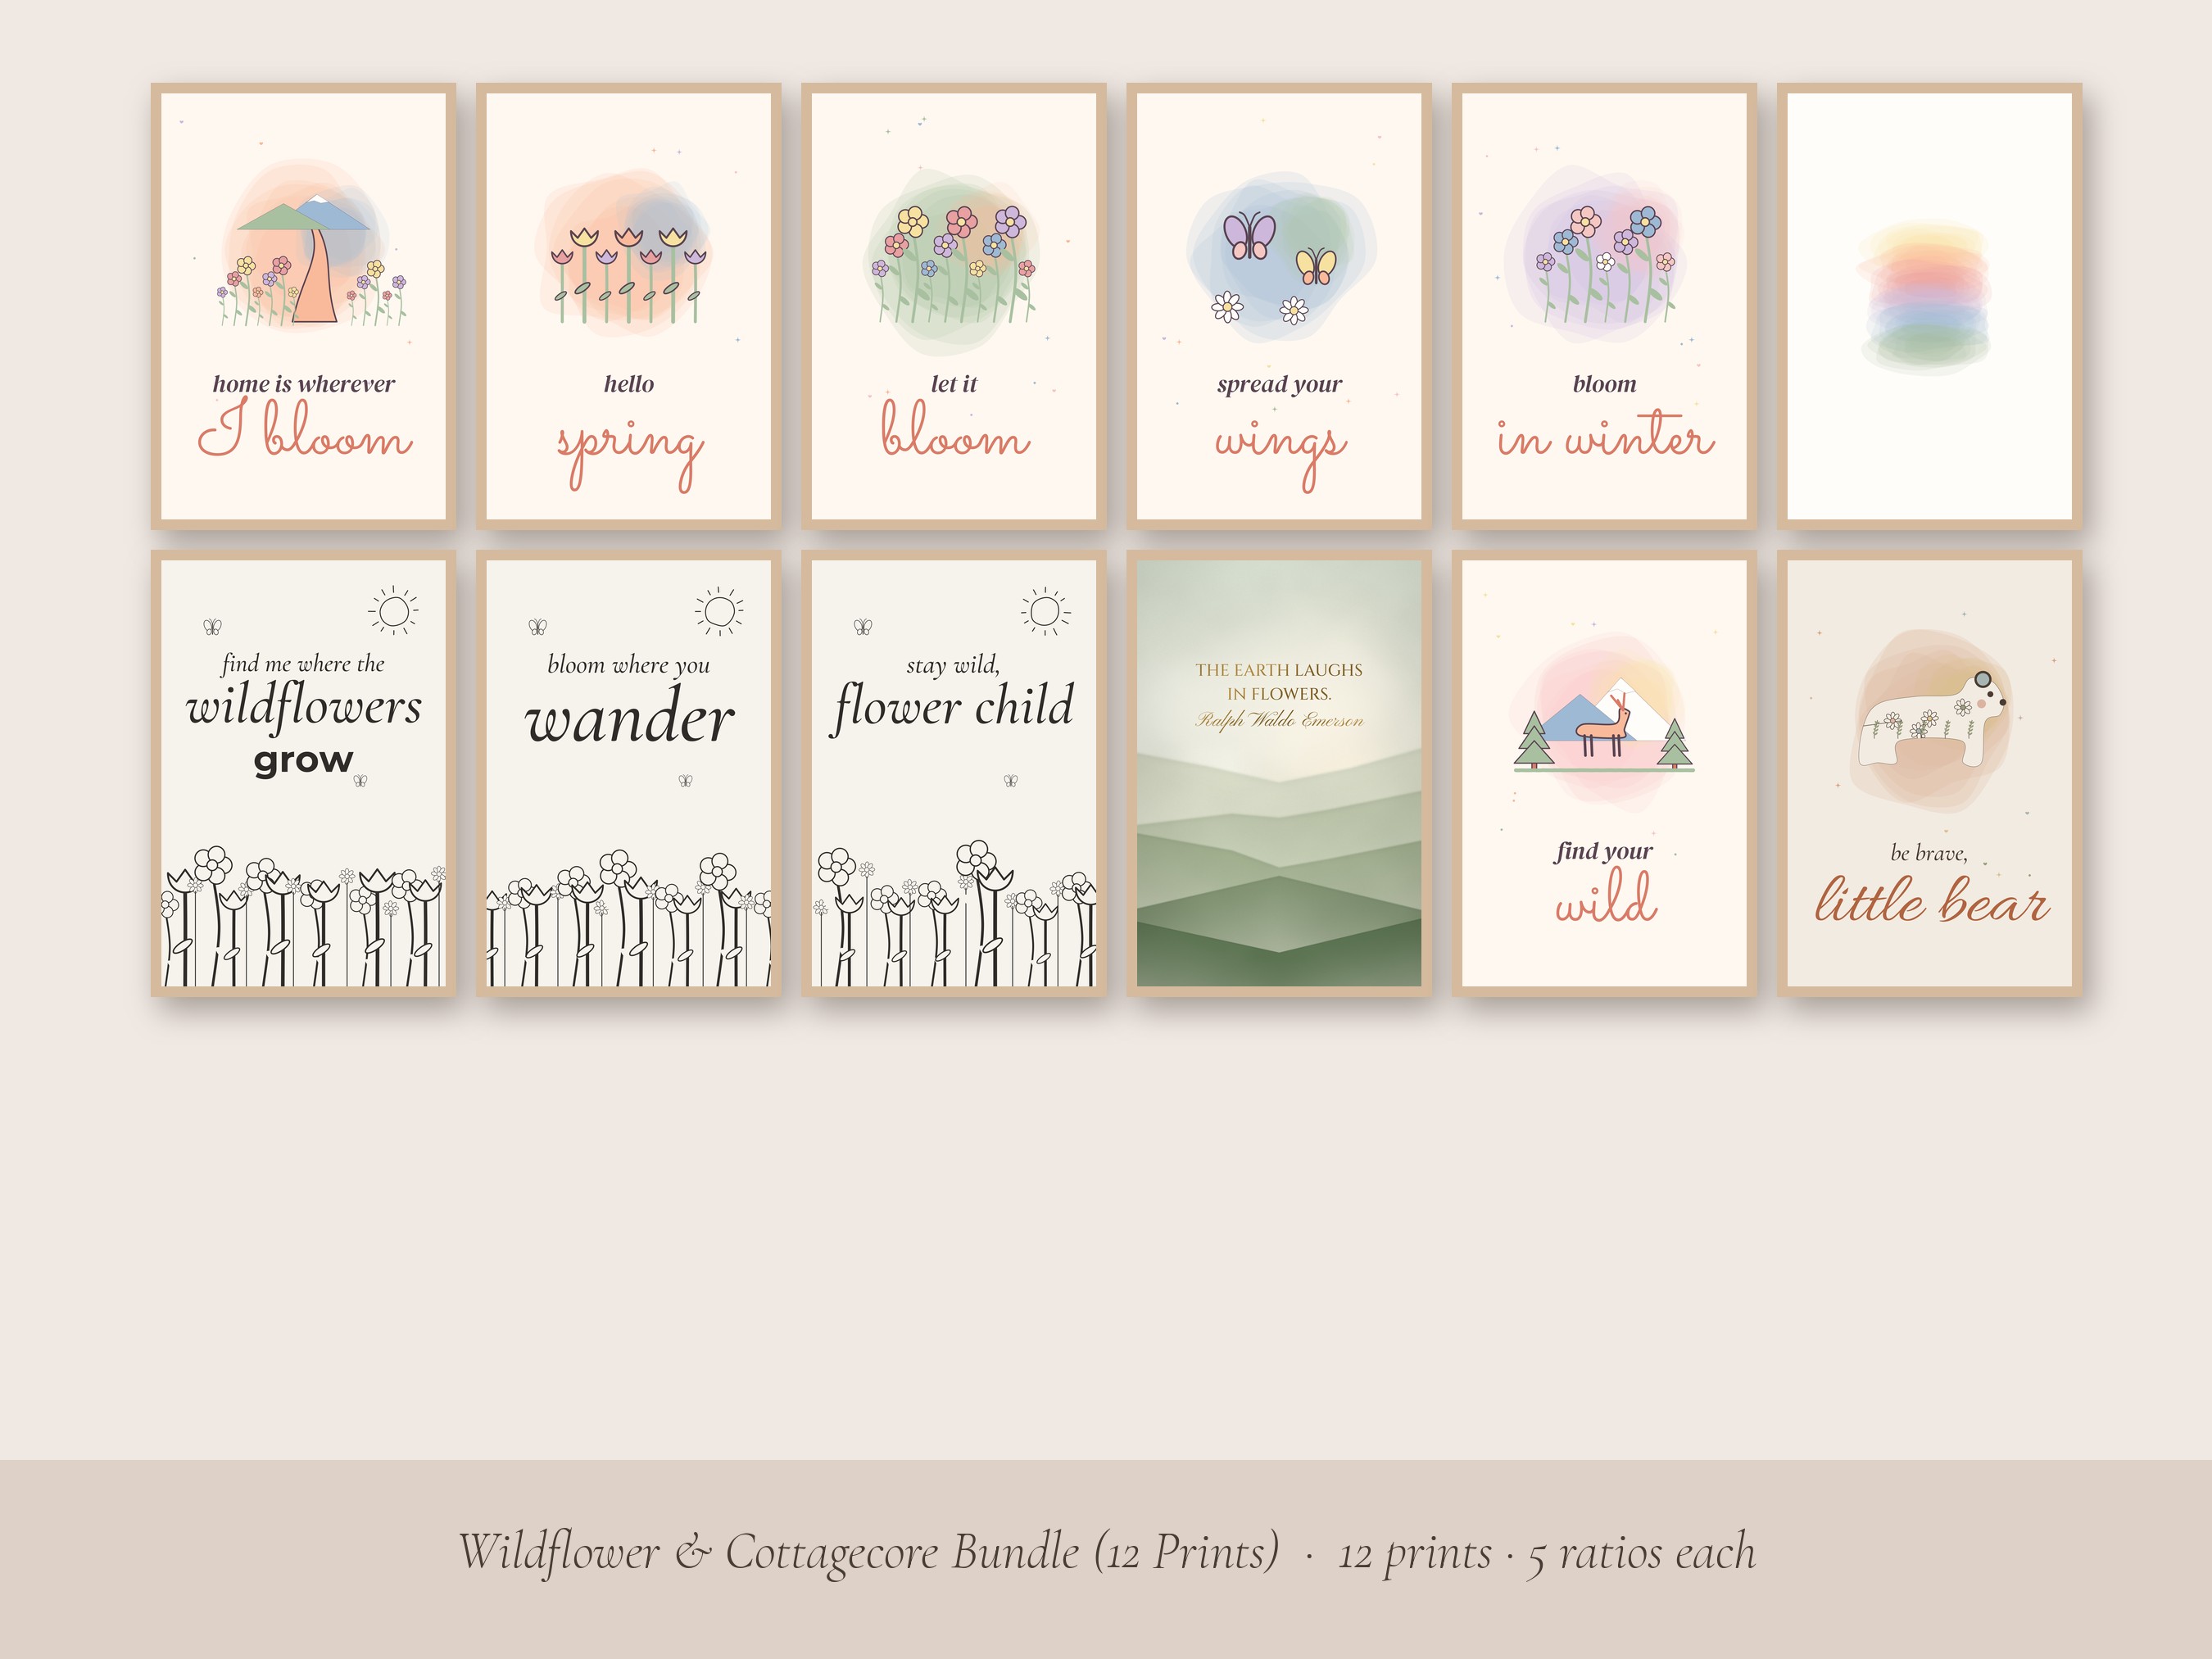 home is wherever
I bloom
hello
spring
let it
bloom
spread your
wings
bloom
in winter
find me where the
wildflowers
grow
bloom where you
wander
stay wild,
flower child
THE EARTH LAUGHS
IN FLOWERS.
Ralph Waldo Emerson
find your
wild
be brave,
little bear
Wildflower & Cottagecore Bundle (12 Prints) · 12 prints · 5 ratios each